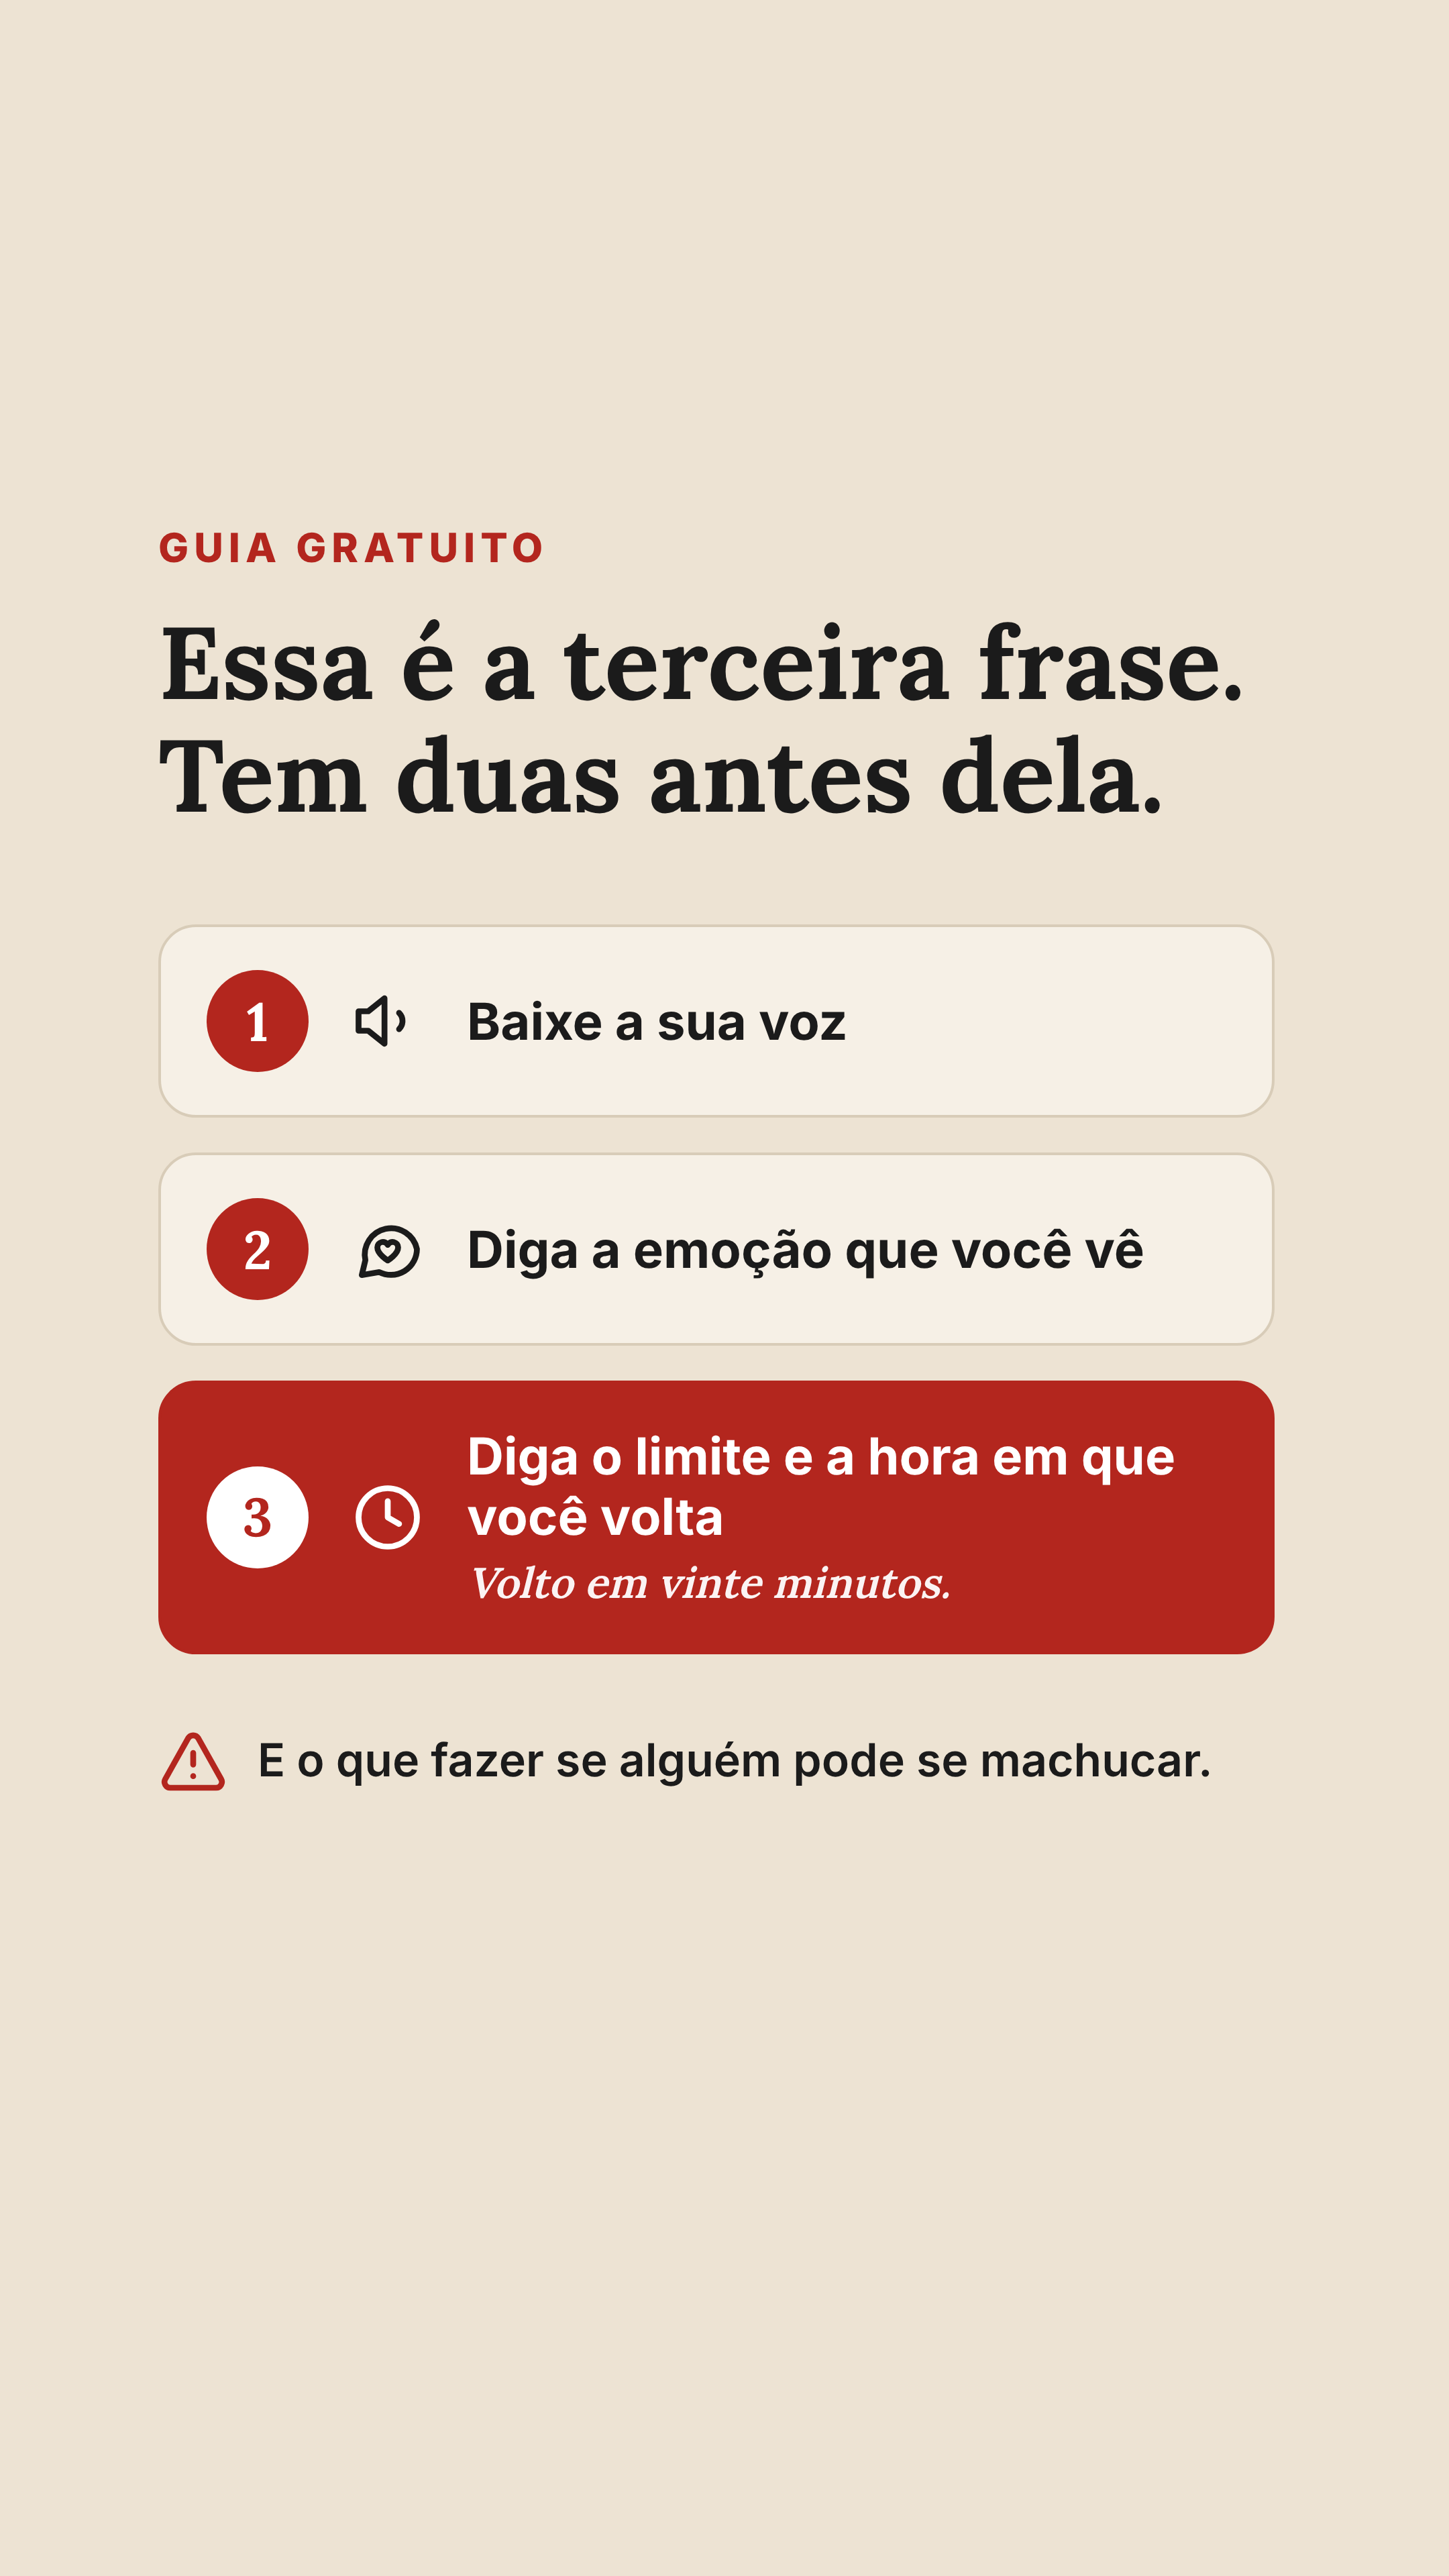 GUIA GRATUITO
Essa é a terceira frase.
Tem duas antes dela.
1 Baixe a sua voz
2 Diga a emoção que você vê
3 Diga o limite e a hora em que
você volta
Volto em vinte minutos.
E o que fazer se alguém pode se machucar.